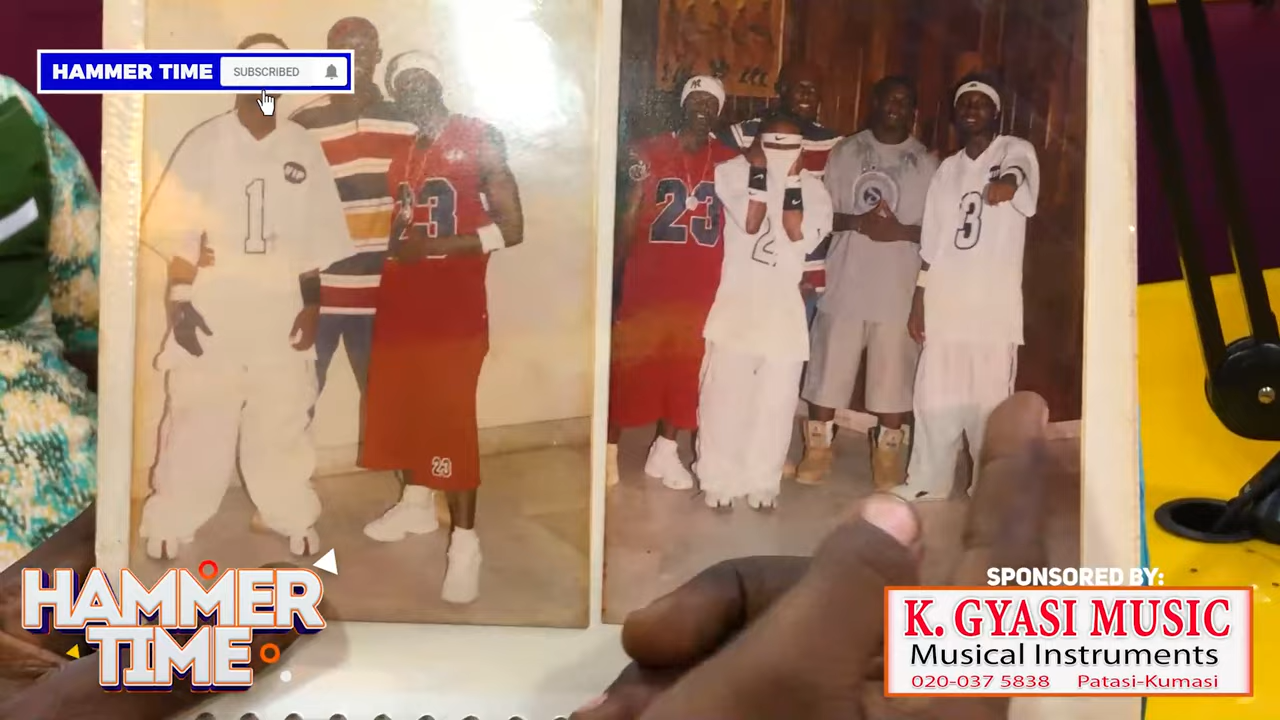 HAMMER TIME SUBSCRIBED
VIP
1
23
23
23
2
3
HAMMER
TIME
SPONSORED BY:
K. GYASI MUSIC
Musical Instruments
020-037 5838 Patasi-Kumasi